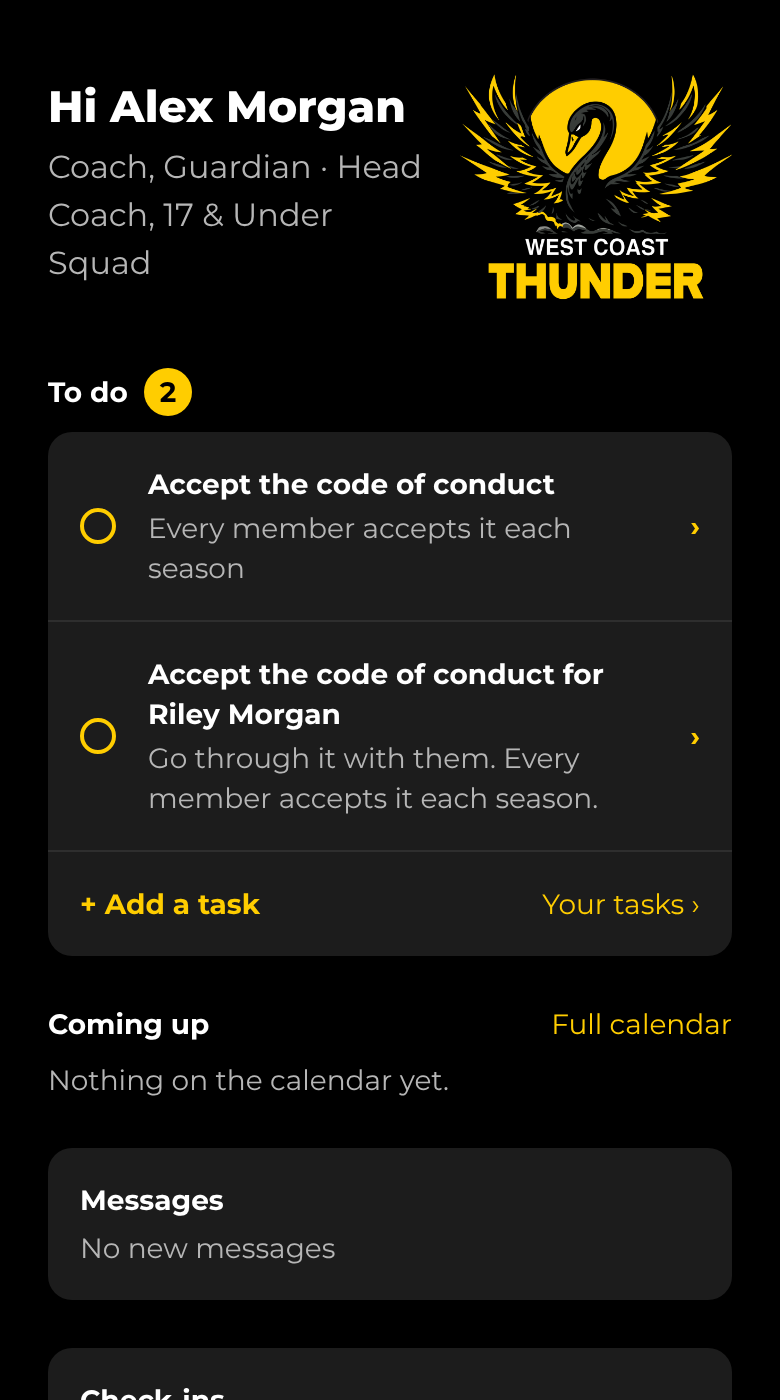 Hi Alex Morgan
Coach, Guardian · Head
Coach, 17 & Under
Squad
WEST COAST
THUNDER
To do 2
Accept the code of conduct
Every member accepts it each
season
›
Accept the code of conduct for
Riley Morgan
Go through it with them. Every
member accepts it each season.
›
+ Add a task
Your tasks ›
Coming up
Full calendar
Nothing on the calendar yet.
Messages
No new messages
Check-ins